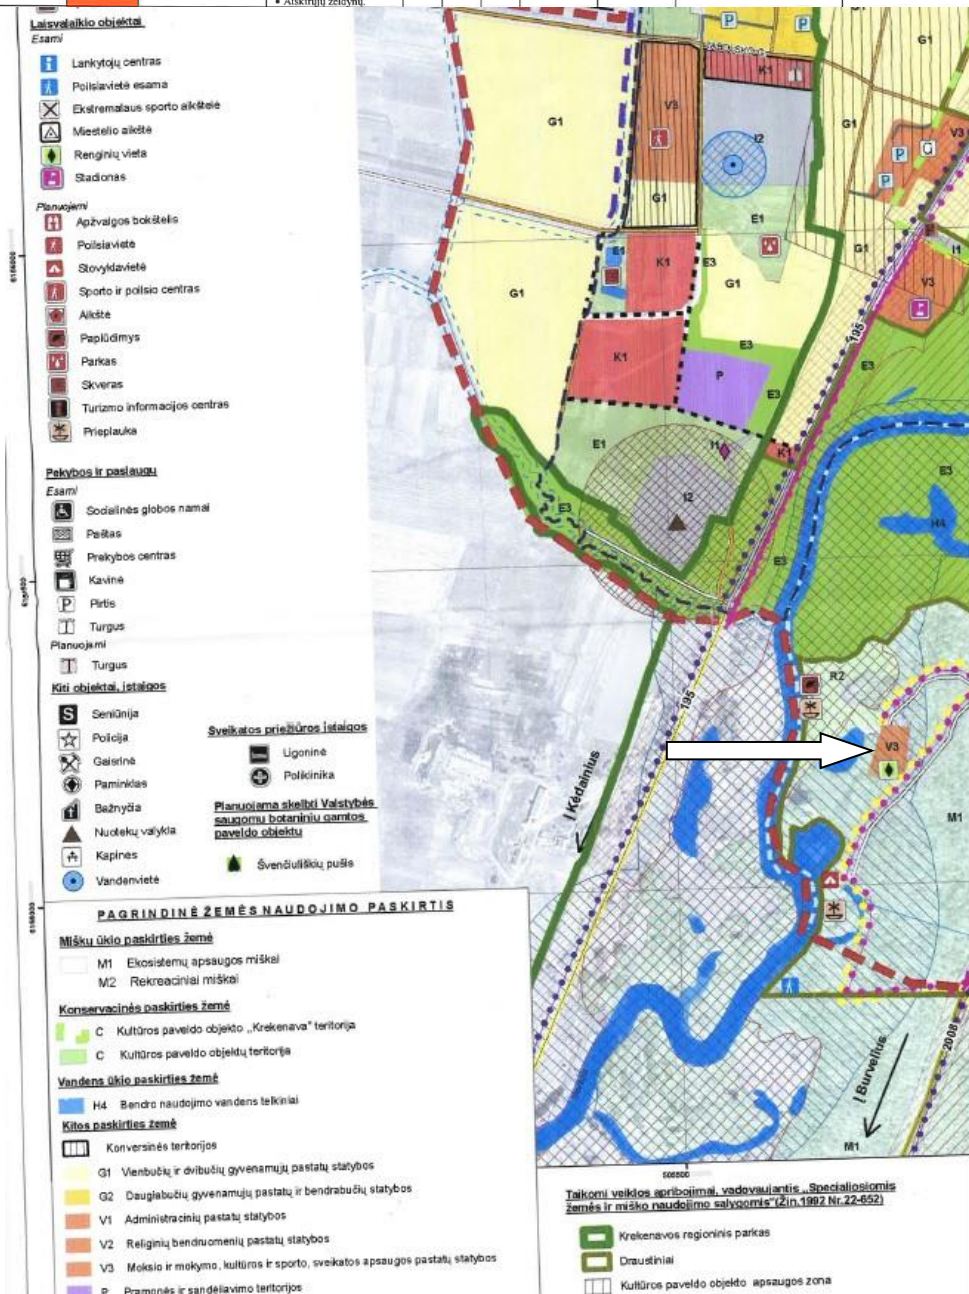 • Atskirųjų želdynų.
Laisvalaikio objektai
Esami
Lankytojų centras
Poilsiavietė esama
Ekstremalaus sporto aikštelė
Miestelio aikštė
Renginių vieta
Stadionas
Planuojami
Apžvalgos bokštelis
Poilsiavietė
Stovyklavietė
Sporto ir poilsio centras
Aikštė
Paplūdimys
Parkas
Skveras
Turizmo informacijos centras
Prieplauka
Pekybos ir paslaugų
Esami
Socialinės globos namai
Paštas
Prekybos centras
Kavinė
P Pirtis
T Turgus
Planuojami
T Turgus
Kiti objektai, įstaigos
S Seniūnija
Policija
Gaisrinė
Paminklas
Bažnyčia
Nuotekų valykla
Kapinės
Vandenvietė
Sveikatos priežiūros įstaigos
Ligoninė
Poliklinika
Planuojama skelbti Valstybės
saugomu botaniniu gamtos
paveldo objektu
Švenčiuliškių pušis
PAGRINDINĖ ŽEMĖS NAUDOJIMO PASKIRTIS
Miškų ūkio paskirties žemė
M1 Ekosistemų apsaugos miškai
M2 Rekreaciniai miškai
Konservacinės paskirties žemė
C Kultūros paveldo objekto „Krekenava" teritorija
C Kultūros paveldo objektų teritorija
Vandens ūkio paskirties žemė
H4 Bendro naudojimo vandens telkiniai
Kitos paskirties žemė
Konversinės teritorijos
G1 Vienbučių ir dvibučių gyvenamųjų pastatų statybos
G2 Daugiabučių gyvenamųjų pastatų ir bendrabučių statybos
V1 Administracinių pastatų statybos
V2 Religinių bendruomenių pastatų statybos
V3 Mokslo ir mokymo, kultūros ir sporto, sveikatos apsaugos pastatų statybos
P Pramonės ir sandėliavimo teritorijos
Taikomi veiklos apribojimai, vadovaujantis „Specialiosiomis
žemės ir miško naudojimo sąlygomis"(Žin.1992 Nr.22-652)
Krekenavos regioninis parkas
Draustiniai
Kultūros paveldo objekto apsaugos zona
P
P
G1
K1
G1
V3
I2
G1
P
G
V3
P
G1
E1
G1
I1
E1
K1
E3
G1
G1
V3
195
E3
K1
P
E3
E3
E1
I1
K1
I2
E3
E3
H4
E3
R2
195
V3
Į Kėdainius
M1
2008
Į Burvelius
M1
506500